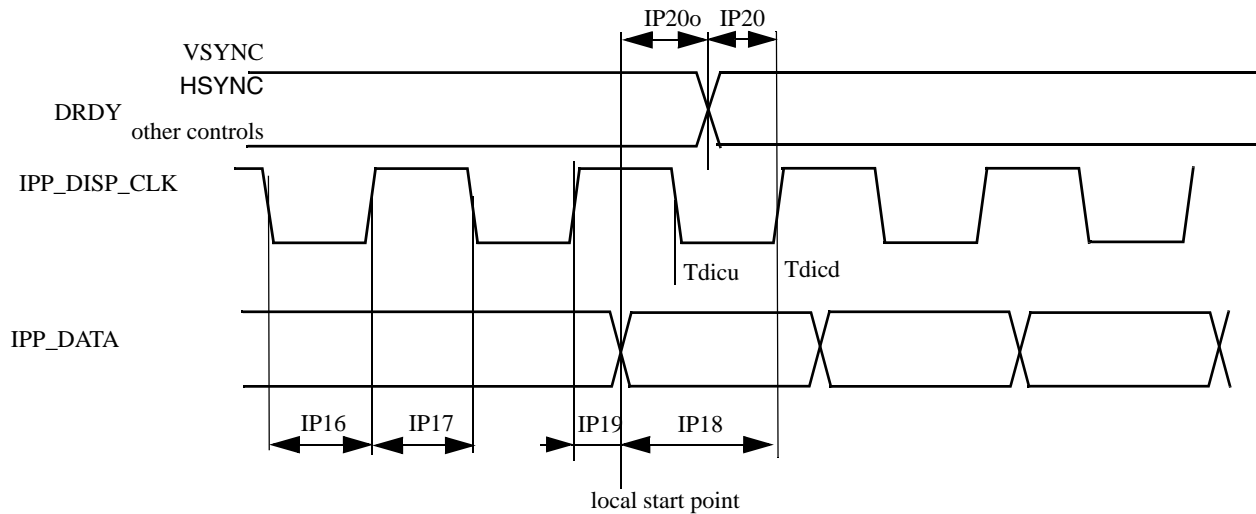 IP20o IP20
VSYNC
HSYNC
DRDY
other controls
IPP_DISP_CLK
Tdicu Tdicd
IPP_DATA
IP16 IP17 IP19 IP18
local start point